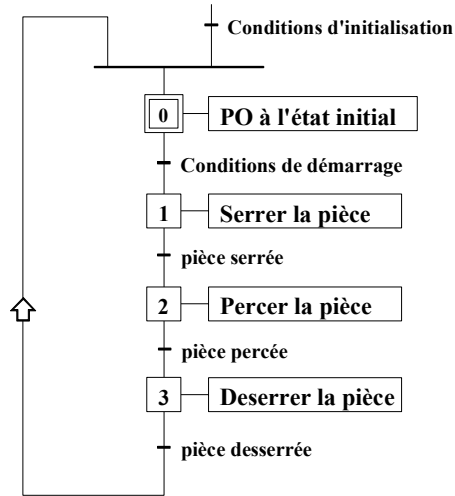 Conditions d'initialisation
0 PO à l'état initial
Conditions de démarrage
1 Serrer la pièce
pièce serrée
2 Percer la pièce
pièce percée
3 Deserrer la pièce
pièce desserrée